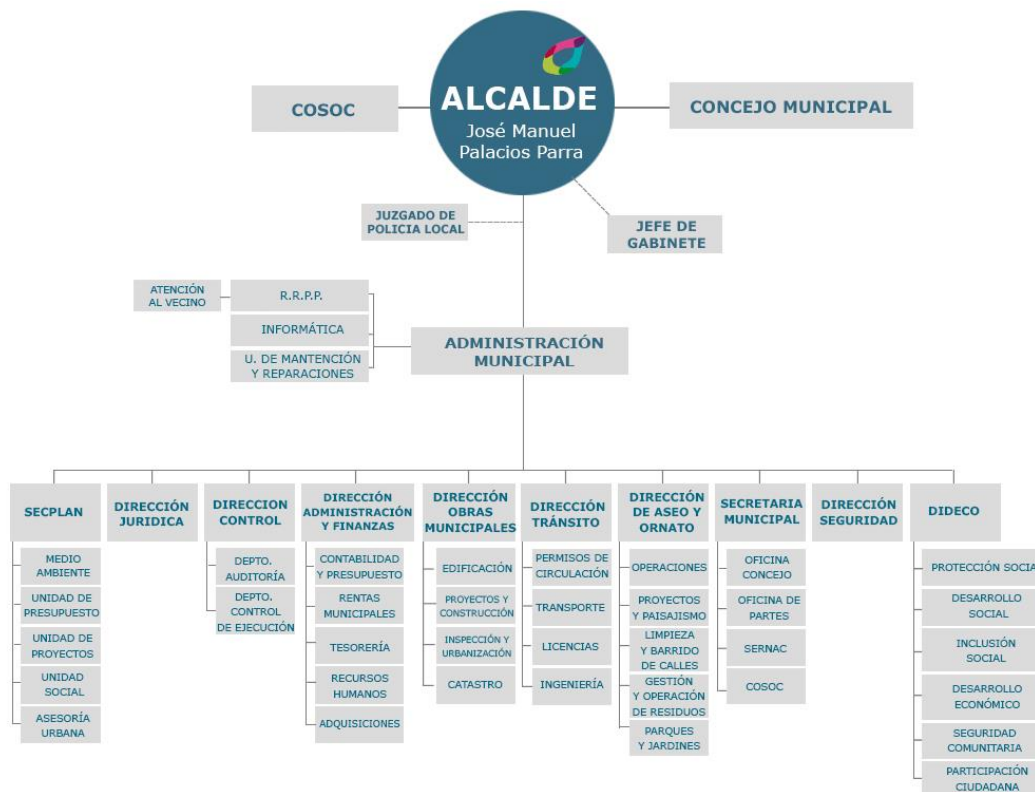 ALCALDE
José Manuel
Palacios Parra
COSOC
CONCEJO MUNICIPAL
JUZGADO DE
POLICIA LOCAL
JEFE DE
GABINETE
ATENCIÓN
AL VECINO
R.R.P.P.
INFORMÁTICA
U. DE MANTENCIÓN
Y REPARACIONES
ADMINISTRACIÓN
MUNICIPAL
SECPLAN
MEDIO
AMBIENTE
UNIDAD DE
PRESUPUESTO
UNIDAD DE
PROYECTOS
UNIDAD
SOCIAL
ASESORÍA
URBANA
DIRECCIÓN
JURIDICA
DIRECCION
CONTROL
DEPTO.
AUDITORÍA
DEPTO.
CONTROL
DE EJECUCIÓN
DIRECCIÓN
ADMINISTRACIÓN
Y FINANZAS
CONTABILIDAD
Y PRESUPUESTO
RENTAS
MUNICIPALES
TESORERÍA
RECURSOS
HUMANOS
ADQUISICIONES
DIRECCIÓN
OBRAS
MUNICIPALES
EDIFICACIÓN
PROYECTOS Y
CONSTRUCCIÓN
INSPECCIÓN Y
URBANIZACIÓN
CATASTRO
DIRECCIÓN
TRÁNSITO
PERMISOS DE
CIRCULACIÓN
TRANSPORTE
LICENCIAS
INGENIERÍA
DIRECCIÓN
DE ASEO Y
ORNATO
OPERACIONES
PROYECTOS
Y PAISAJISMO
LIMPIEZA
Y BARRIDO
DE CALLES
GESTIÓN
Y OPERACIÓN
DE RESIDUOS
PARQUES
Y JARDINES
SECRETARIA
MUNICIPAL
OFICINA
CONCEJO
OFICINA DE
PARTES
SERNAC
COSOC
DIRECCIÓN
SEGURIDAD
DIDECO
PROTECCIÓN SOCIAL
DESARROLLO
SOCIAL
INCLUSIÓN
SOCIAL
DESARROLLO
ECONÓMICO
SEGURIDAD
COMUNITARIA
PARTICIPACIÓN
CIUDADANA